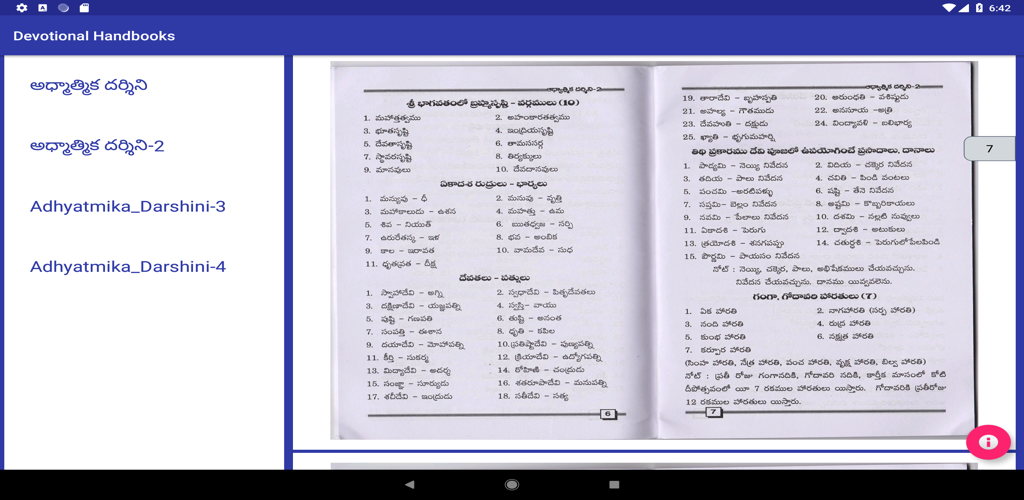 6:42
Devotional Handbooks
అధ్యాత్మిక దర్శిని
అధ్యాత్మిక దర్శిని-2
Adhyatmika_Darshini-3
Adhyatmika_Darshini-4
అధ్యాత్మిక దర్శిని-2
శ్రీ భాగవతంలో బ్రహ్మసృష్టి - వర్గములు (10)
1. మహాత్తత్వము 2. అహంకారతత్వము
3. భూతసృష్టి 4. ఇంద్రియసృష్టి
5. దేవతాసృష్టి 6. తామససర్గ
7. స్థావరసృష్టి 8. తిర్యక్కులు
9. మానవులు 10. దేవదానవులు
ఏకాదశ రుద్రులు - భార్యలు
1. మన్యువు - ధీ 2. మనువు - వృత్తి
3. మహాకాలుడు - ఉశన 4. మహత్తు - ఉమ
5. శివ - నియుత్ 6. ఋతధ్వజ - సర్పి
7. ఉరురేతస్క - ఇళ 8. భవ - అంబిక
9. కాల - ఇరావత 10. వామదేవ - సుధ
11. ధృతవ్రత - దీక్ష
దేవతలు - పత్నులు
1. స్వాహాదేవి - అగ్ని 2. స్వధాదేవి - పితృదేవతలు
3. దక్షిణాదేవి - యజ్ఞపత్ని 4. స్వస్తి- వాయు
5. పుష్టి - గణపతి 6. తుష్టి - అనంత
7. సంపత్తి - ఈశాన 8. ధృతి - కపిల
9. దయాదేవి - మోహాపత్ని 10.ప్రతిష్ఠాదేవి - పుణ్యపత్ని
11. కీర్తి - సుకర్మ 12. క్రియాదేవి - ఉద్యోగపత్ని
13. మిద్యాదేవి - అదర్మ 14. రోహిణి - చంద్రుడు
15. సంజ్ఞా - సూర్యుడు 16. శతరూపాదేవి - మనుపత్ని
17. శచీదేవి - ఇంద్రుడు 18. సతీదేవి - సత్య
6
అధ్యాత్మిక దర్శిని-2
19. తారాదేవి - బృహస్పతి 20. అరుంధతి - వశిష్టుడు
21. అహల్య - గౌతముడు 22. అనసూయ -అత్రి
23. దేవహుతి - దక్షుడు 24. వింద్యావళి - బలిభార్య
25. ఖ్యాతి - భృగుమహర్షి
తిథి ప్రకారము దేవి పూజలో ఉపయోగించే ప్రసాదాలు, దానాలు
1. పాడ్యమి - నెయ్యి నివేదన 2. విదియ - చక్కెర నివేదన
3. తదియ - పాలు నివేదన 4. చవితి - పిండి వంటలు
5. పంచమి -అరటిపళ్ళు 6. షష్టి - తేనె నివేదన
7. సప్తమి- బెల్లం నివేదన 8. అష్టమి - కొబ్బరికాయలు
9. నవమి - పేలాలు నివేదన 10. దశమి - నల్లటి నువ్వులు
11. ఏకాదశి - పెరుగు 12. ద్వాదశి - అటుకులు
13. త్రయోదశి - శనగపప్పు 14. చతుర్దశి - పెరుగులోపేలపిండి
15. పౌర్ణమి - పాయసం నివేదన
నోట్ : నెయ్యి, చక్కెర, పాలు, అభిషేకములు చేయవచ్చును.
నివేదన చేయవచ్చును. దానము యివ్వవలెను.
గంగా, గోదావరి హారతులు (7)
1. ఏక హారతి 2. నాగహారతి (సర్ప హారతి)
3. నంది హారతి 4. రుద్ర హారతి
5. కుంభ హారతి 6. నక్షత్ర హారతి
7. కర్పూర హారతి
(సింహ హారతి, నేత్ర హారతి, పంచ హారతి, వృక్ష హారతి, బిల్వ హారతి)
నోట్ : ప్రతీ రోజు గంగానదికి, గోదావరి నదికి, కార్తీక మాసంలో కోటి
దీపోత్సవంలో యీ 7 రకముల హారతులు యిస్తారు. గోదావరికి ప్రతీరోజు
12 రకముల హారతులు యిస్తారు.
7
7